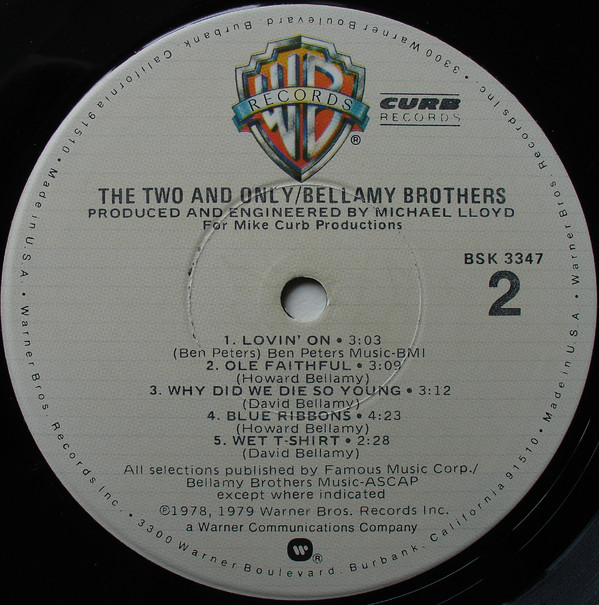 WB
RECORDS
®
CURB
RECORDS
THE TWO AND ONLY/BELLAMY BROTHERS
PRODUCED AND ENGINEERED BY MICHAEL LLOYD
For Mike Curb Productions
BSK 3347
2
1. LOVIN' ON • 3:03
(Ben Peters) Ben Peters Music-BMI
2. OLE FAITHFUL • 3:09
(Howard Bellamy)
3. WHY DID WE DIE SO YOUNG • 3:12
(David Bellamy)
4. BLUE RIBBONS • 4:23
(Howard Bellamy)
5. WET T-SHIRT • 2:28
(David Bellamy)
All selections published by Famous Music Corp./
Bellamy Brothers Music-ASCAP
except where indicated
℗1978, 1979 Warner Bros. Records Inc.
a Warner Communications Company
®
Warner Bros. Records Inc. • 3300 Warner Boulevard. Burbank, California 91510 • Made in U.S.A. • Warner Bros. Records Inc. • 3300 Warner Boulevard Burbank, California 91510 • Made in U.S.A. •